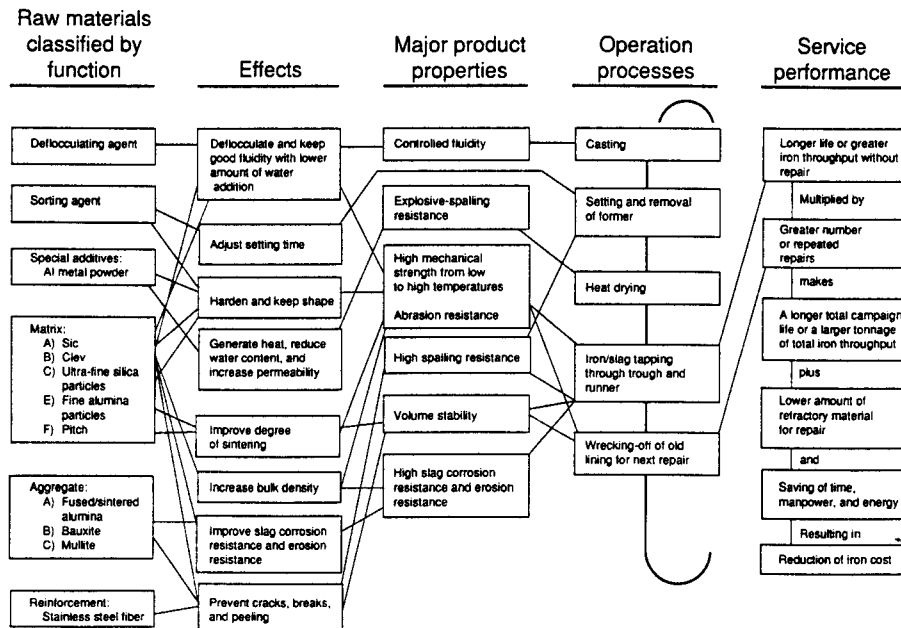 Raw materials
classified by
function
Effects
Major product
properties
Operation
processes
Service
performance
Deflocculating agent
Sorting agent
Special additives:
Al metal powder
Matrix:
A) Sic
B) Clev
C) Ultra-fine silica
particles
E) Fine alumina
particles
F) Pitch
Aggregate:
A) Fused/sintered
alumina
B) Bauxite
C) Mullite
Reinforcement:
Stainless steel fiber
Deflocculate and keep
good fluidity with lower
amount of water
addition
Adjust setting time
Harden and keep shape
Generate heat, reduce
water content, and
increase permeability
Improve degree
of sintering
Increase bulk density
Improve slag corrosion
resistance and erosion
resistance
Prevent cracks, breaks,
and peeling
Controlled fluidity
Explosive-spalling
resistance
High mechanical
strength from low
to high temperatures
Abrasion resistance
High spailing resistance
Volume stability
High slag corrosion
resistance and erosion
resistance
Casting
Setting and removal
of former
Heat drying
Iron/slag tapping
through trough and
runner
Wrecking-off of old
lining for next repair
Longer life or greater
iron throughput without
repair
Multiplied by
Greater number
or repeated
repairs
makes
A longer total campaign
life or a larger tonnage
of total iron throughput
plus
Lower amount of
refractory material
for repair
and
Saving of time,
manpower, and energy
Resulting in
Reduction of iron cost